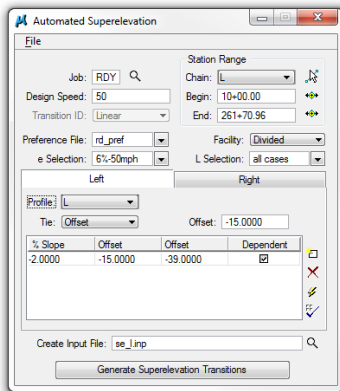 Automated Superelevation
File
Station Range
Job: RDY Chain: L
Design Speed: 50 Begin: 10+00.00
Transition ID: Linear End: 261+70.96
Preference File: rd_pref Facility: Divided
e Selection: 6%-50mph L Selection: all cases
Left Right
Profile: L
Tie: Offset Offset: -15.0000
% Slope Offset Offset Dependent
-2.0000 -15.0000 -39.0000
Create Input File: se_l.inp
Generate Superelevation Transitions